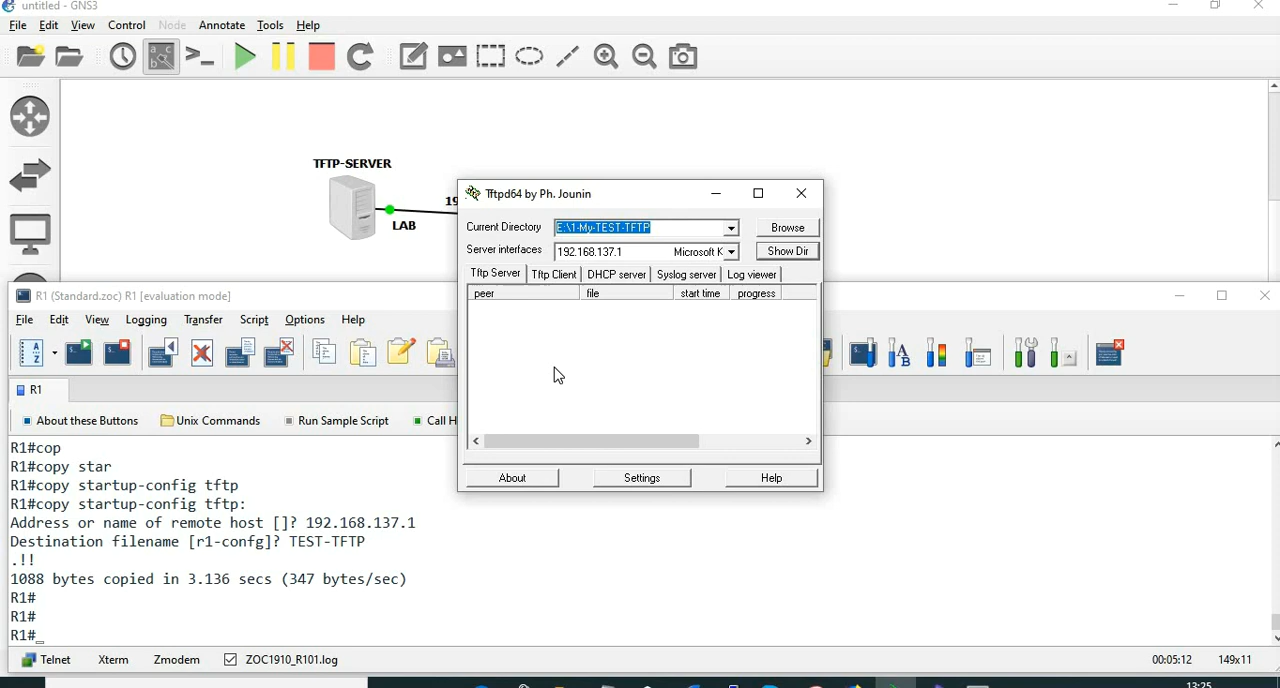 untitled - GNS3
File Edit View Control Node Annotate Tools Help
TFTP-SERVER
LAB
19
Tftpd64 by Ph. Jounin
Current Directory E:\1-My-TEST-TFTP Browse
Server interfaces 192.168.137.1 Microsoft K Show Dir
Tftp Server Tftp Client DHCP server Syslog server Log viewer
peer file start time progress
About Settings Help
R1 (Standard.zoc) R1 [evaluation mode]
File Edit View Logging Transfer Script Options Help
R1
About these Buttons Unix Commands Run Sample Script Call H
R1#cop
R1#copy star
R1#copy startup-config tftp
R1#copy startup-config tftp:
Address or name of remote host []? 192.168.137.1
Destination filename [r1-confg]? TEST-TFTP
.!!
1088 bytes copied in 3.136 secs (347 bytes/sec)
R1#
R1#
R1#_
Telnet Xterm Zmodem ZOC1910_R101.log 00:05:12 149x11
13:25